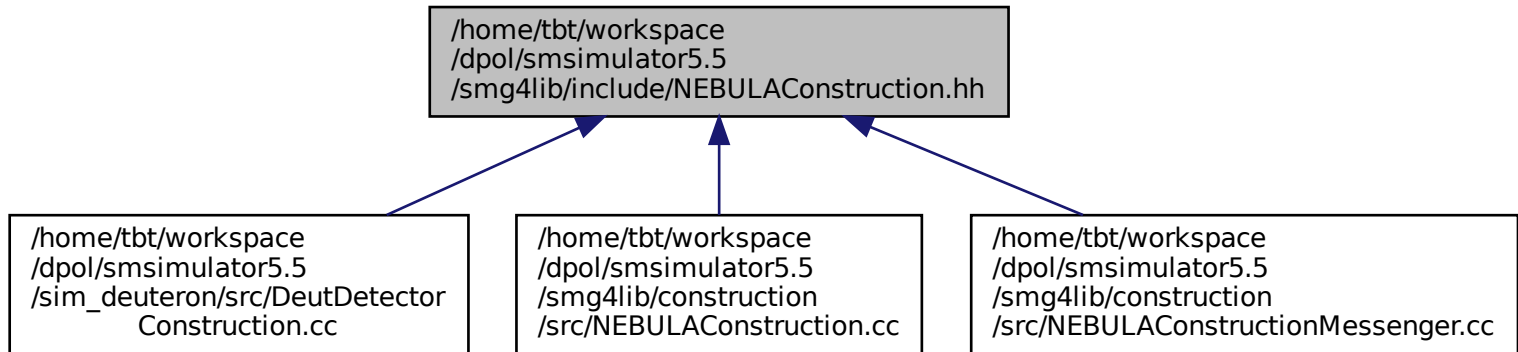 /home/tbt/workspace
/dpol/smsimulator5.5
/smg4lib/include/NEBULAConstruction.hh
/home/tbt/workspace
/dpol/smsimulator5.5
/sim_deuteron/src/DeutDetector
Construction.cc
/home/tbt/workspace
/dpol/smsimulator5.5
/smg4lib/construction
/src/NEBULAConstruction.cc
/home/tbt/workspace
/dpol/smsimulator5.5
/smg4lib/construction
/src/NEBULAConstructionMessenger.cc